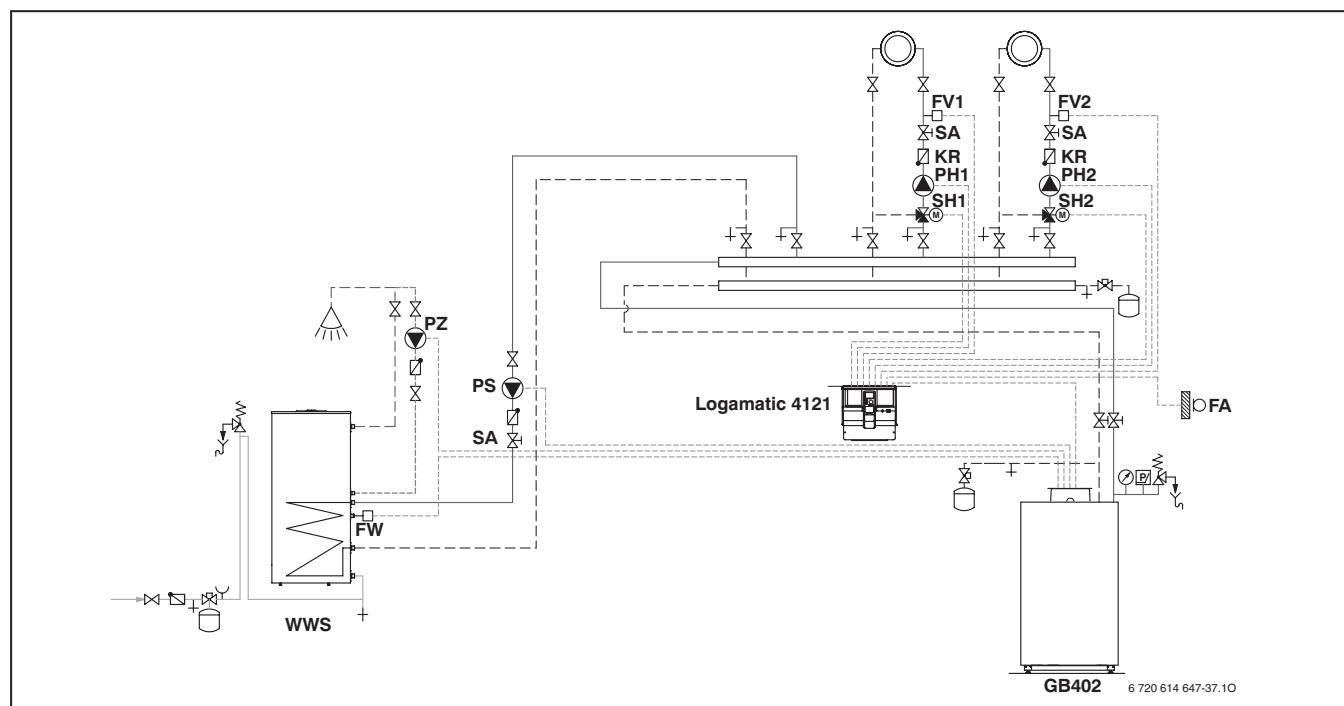 FV1
FV2
SA
SA
KR
KR
PH1
PH2
SH1
SH2
M
M
PZ
PS
Logamatic 4121
FA
SA
P
FW
WWS
GB402
6 720 614 647-37.1O